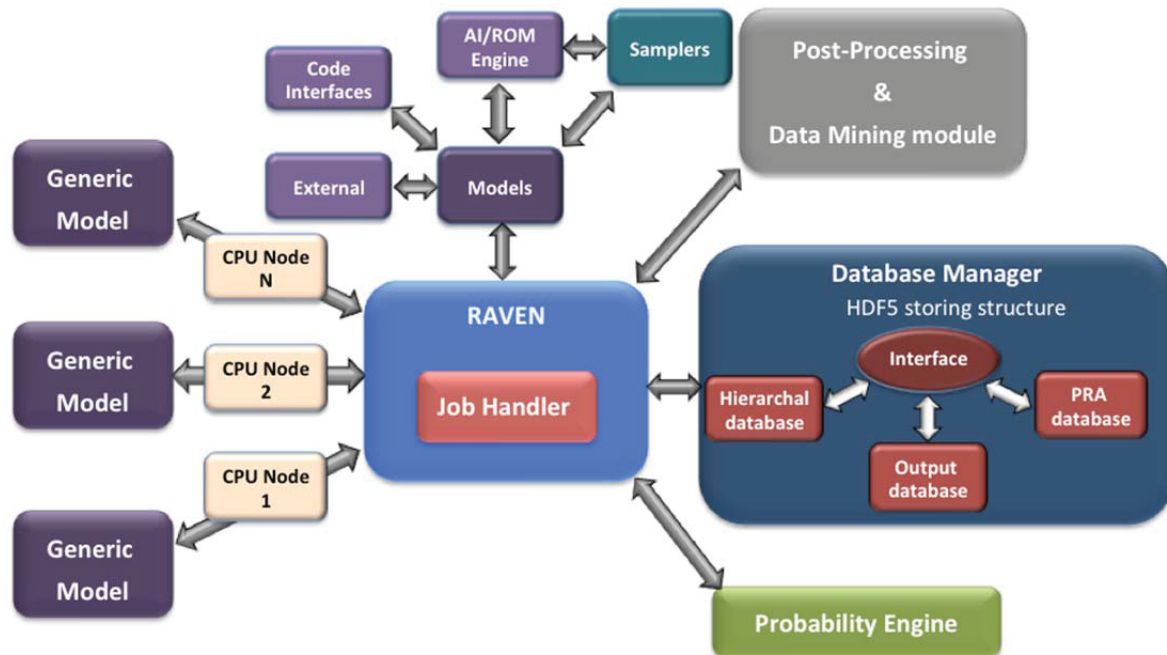 AI/ROM
Engine
Samplers
Code
Interfaces
Post-Processing
&
Data Mining module
Generic
Model
External
Models
CPU Node
N
RAVEN
Job Handler
Generic
Model
CPU Node
2
Database Manager
HDF5 storing structure
Interface
Hierarchal
database
PRA
database
Output
database
CPU Node
1
Generic
Model
Probability Engine